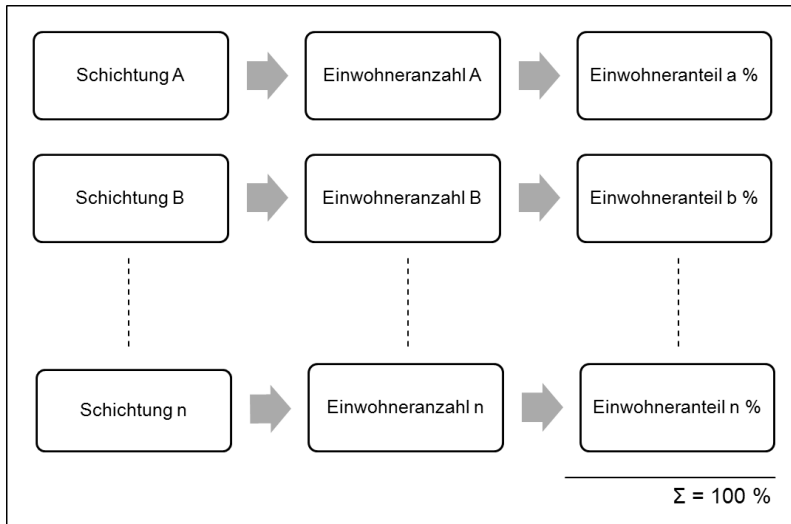 Schichtung A
Einwohneranzahl A
Einwohneranteil a %
Schichtung B
Einwohneranzahl B
Einwohneranteil b %
Schichtung n
Einwohneranzahl n
Einwohneranteil n %
Σ = 100 %